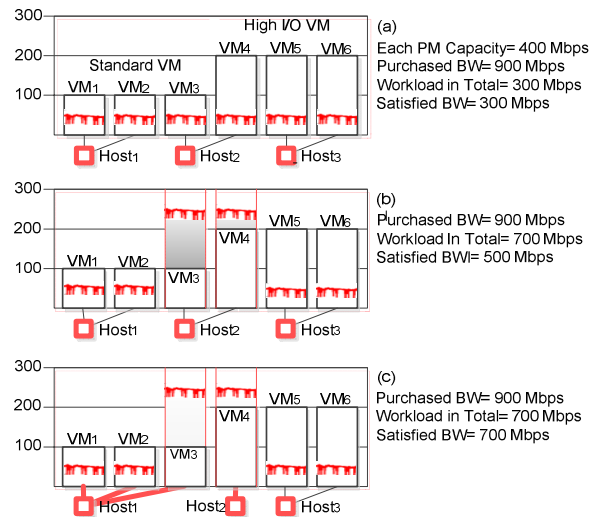 High I/O VM
(a)
Standard VM
Each PM Capacity= 400 Mbps
Purchased BW= 900 Mbps
Workload in Total= 300 Mbps
Satisfied BW= 300 Mbps
300
200
100
VM1
VM2
VM3
VM4
VM5
VM6
Host1
Host2
Host3
(b)
Purchased BW= 900 Mbps
Workload In Total= 700 Mbps
Satisfied BWI= 500 Mbps
300
200
100
VM1
VM2
VM3
VM4
VM5
VM6
Host1
Host2
Host3
(c)
Purchased BW= 900 Mbps
Workload in Total= 700 Mbps
Satisfied BW= 700 Mbps
300
200
100
VM1
VM2
VM3
VM4
VM5
VM6
Host1
Host2
Host3